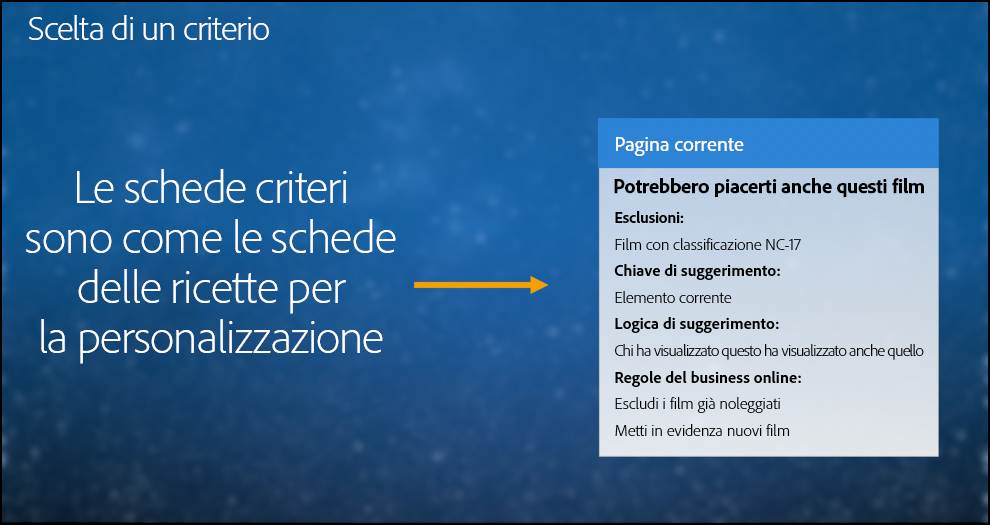 Scelta di un criterio
Le schede criteri
sono come le schede
delle ricette per
la personalizzazione
Pagina corrente
Potrebbero piacerti anche questi film
Esclusioni:
Film con classificazione NC-17
Chiave di suggerimento:
Elemento corrente
Logica di suggerimento:
Chi ha visualizzato questo ha visualizzato anche quello
Regole del business online:
Escludi i film già noleggiati
Metti in evidenza nuovi film